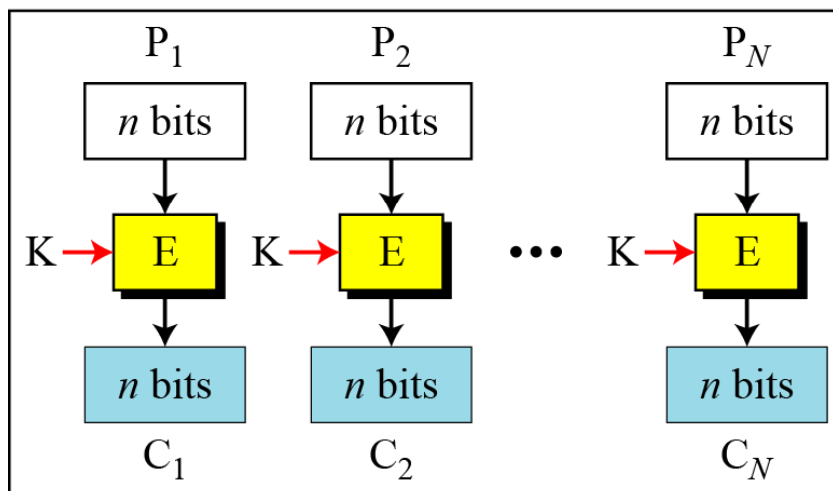 P1 P2 PN
n bits n bits n bits
K E K E ••• K E
n bits n bits n bits
C1 C2 CN